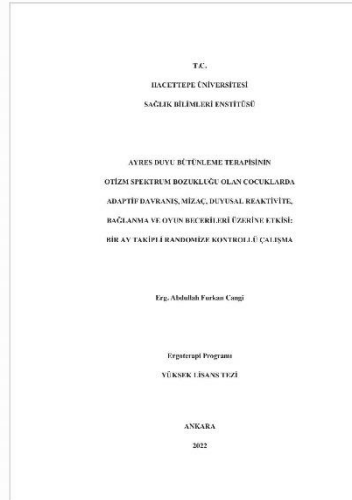 T.C.
HACETTEPE ÜNİVERSİTESİ
SAĞLIK BİLİMLERİ ENSTİTÜSÜ
AYRES DUYU BÜTÜNLEME TERAPİSİNİN
OTİZM SPEKTRUM BOZUKLUĞU OLAN ÇOCUKLARDA
ADAPTİF DAVRANIŞ, MİZAÇ, DUYUSAL REAKTİVİTE,
BAĞLANMA VE OYUN BECERİLERİ ÜZERİNE ETKİSİ:
BİR AY TAKİPLİ RANDOMİZE KONTROLLÜ ÇALIŞMA
Erg. Abdullah Furkan Cangi
Ergoterapi Programı
YÜKSEK LİSANS TEZİ
ANKARA
2022